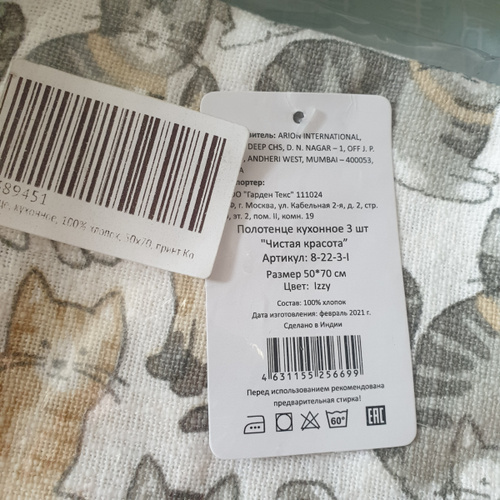 89451
кухонное, 100% хлопок, 50х70, принт Ко
ARION INTERNATIONAL,
DEEP CHS, D. N. NAGAR – 1, OFF J. P.
ANDHERI WEST, MUMBAI – 400053,
"Гарден Текс" 111024
г. Москва, ул. Кабельная 2-я, д. 2, стр.
эт. 2, пом. II, комн. 19
Полотенце кухонное 3 шт
"Чистая красота"
Артикул: 8-22-3-I
Размер 50*70 см
Цвет: Izzy
Состав: 100% хлопок
Дата изготовления: февраль 2021 г.
Сделано в Индии
4 631155 256699
Перед использованием рекомендована
предварительная стирка!
60°
EAC